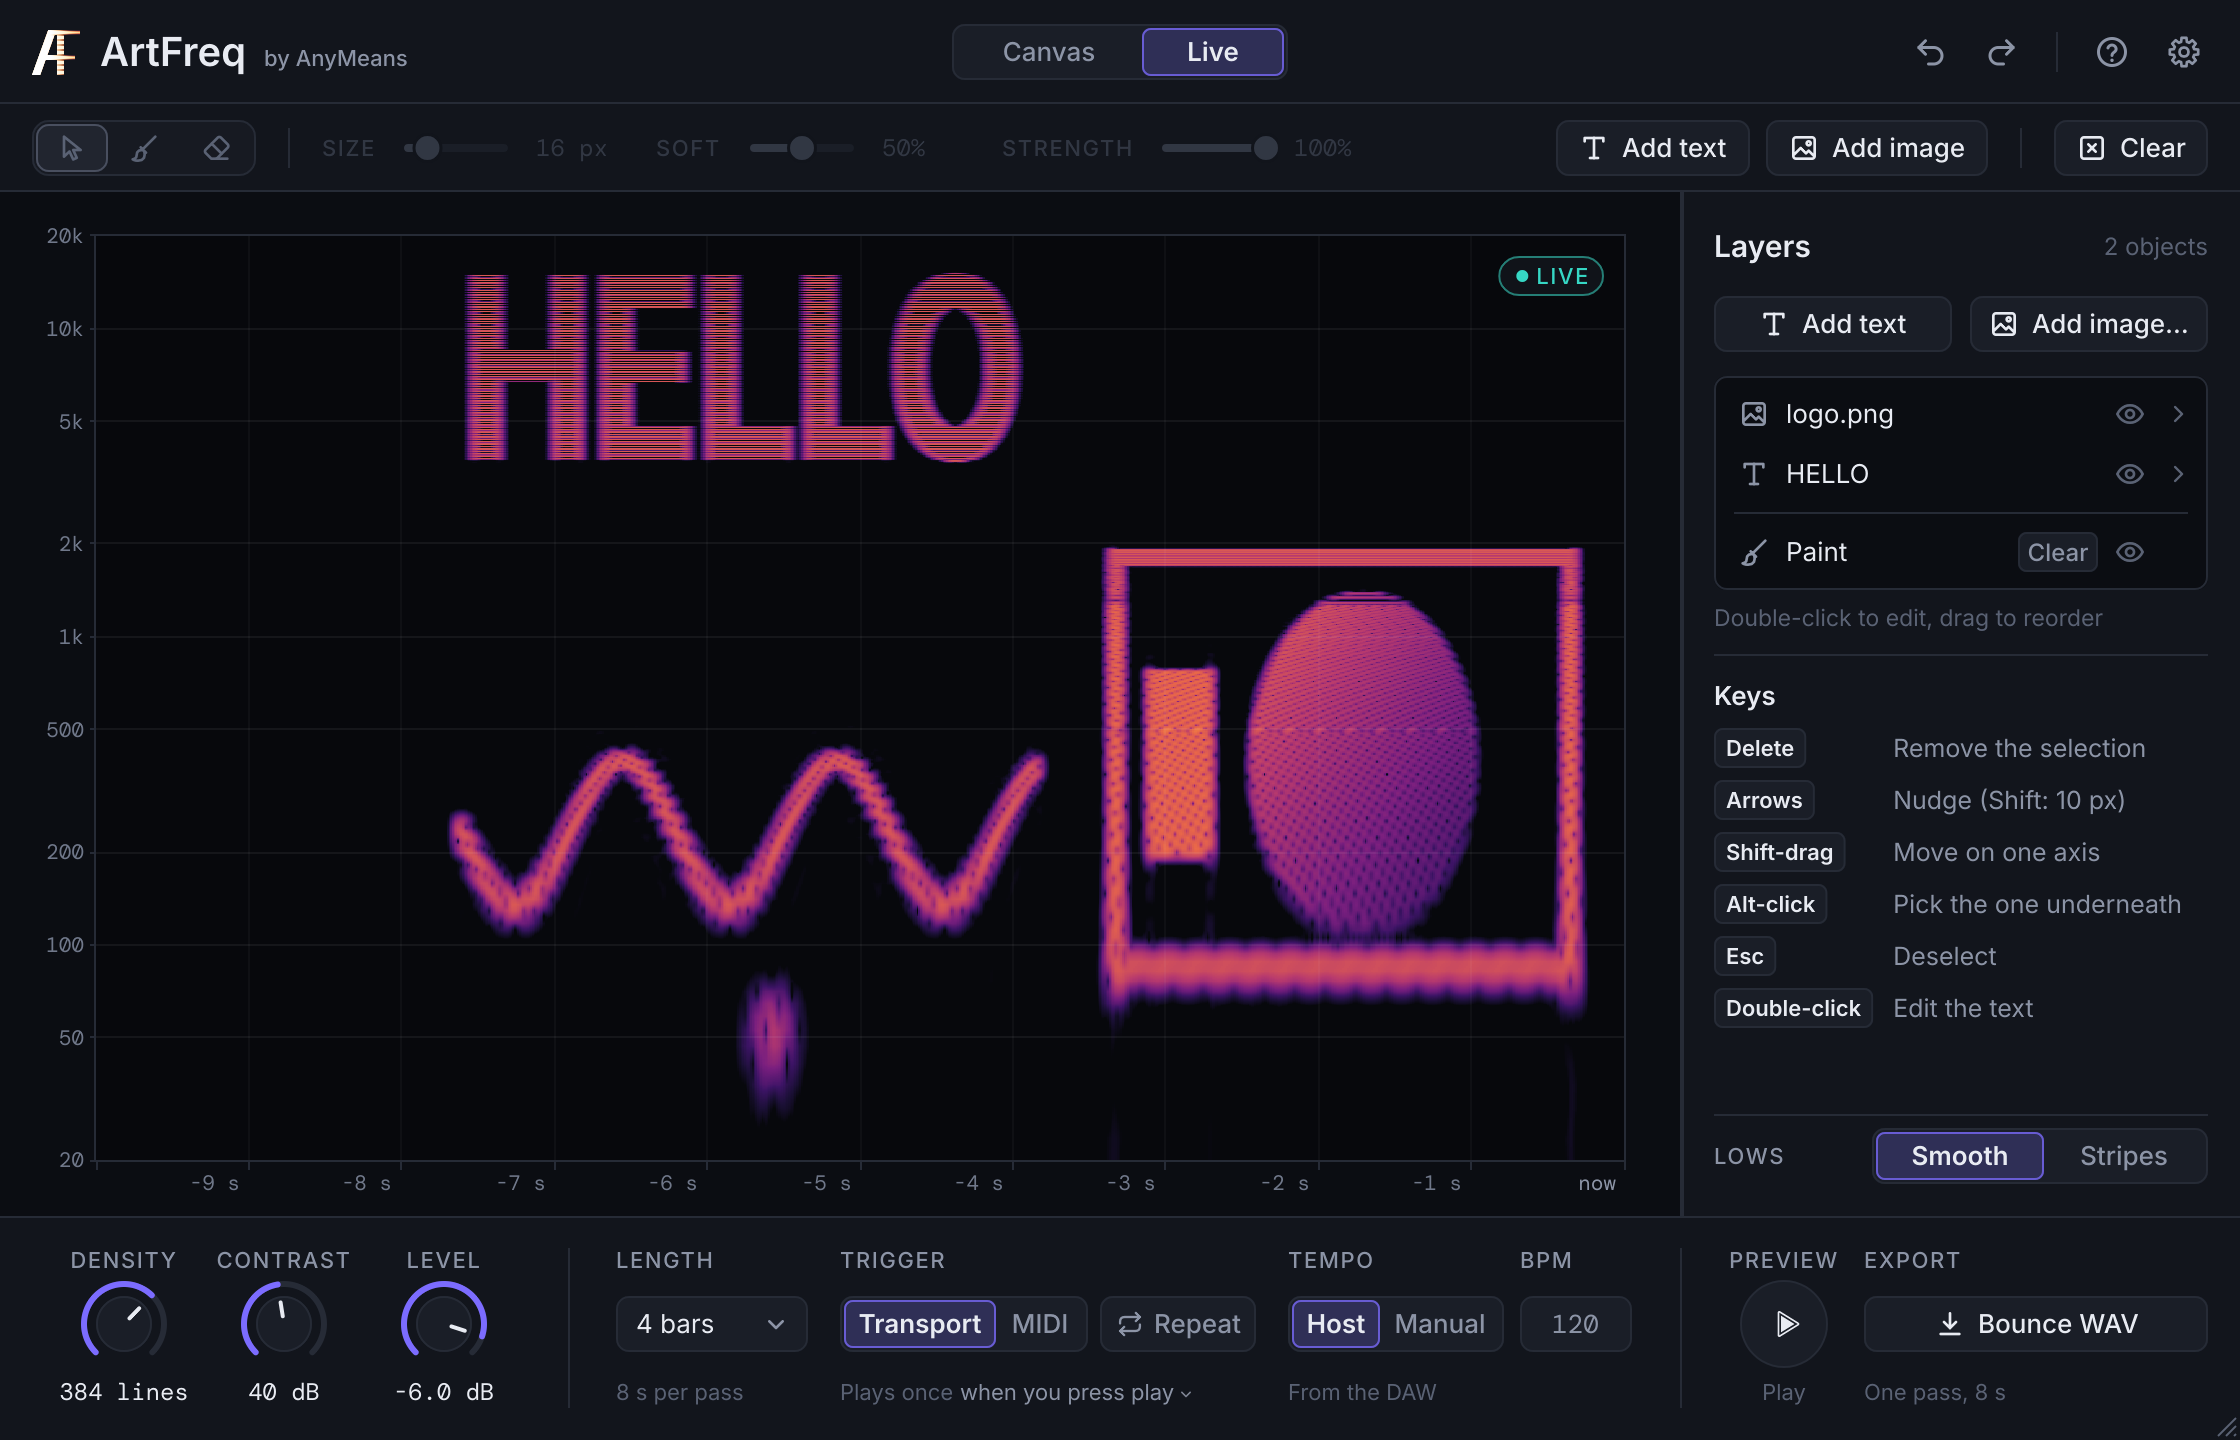 ArtFreq by AnyMeans
Canvas Live
SIZE 16 px SOFT 50% STRENGTH 100%
Add text Add image Clear
20k
10k
5k
2k
1k
500
200
100
50
20
HELLO
LIVE
-9 s -8 s -7 s -6 s -5 s -4 s -3 s -2 s -1 s now
Layers 2 objects
Add text Add image...
logo.png
HELLO
Paint Clear
Double-click to edit, drag to reorder
Keys
Delete Remove the selection
Arrows Nudge (Shift: 10 px)
Shift-drag Move on one axis
Alt-click Pick the one underneath
Esc Deselect
Double-click Edit the text
LOWS Smooth Stripes
DENSITY CONTRAST LEVEL LENGTH TRIGGER TEMPO BPM PREVIEW EXPORT
4 bars Transport MIDI Repeat Host Manual 120 Bounce WAV
384 lines 40 dB -6.0 dB 8 s per pass Plays once when you press play From the DAW Play One pass, 8 s